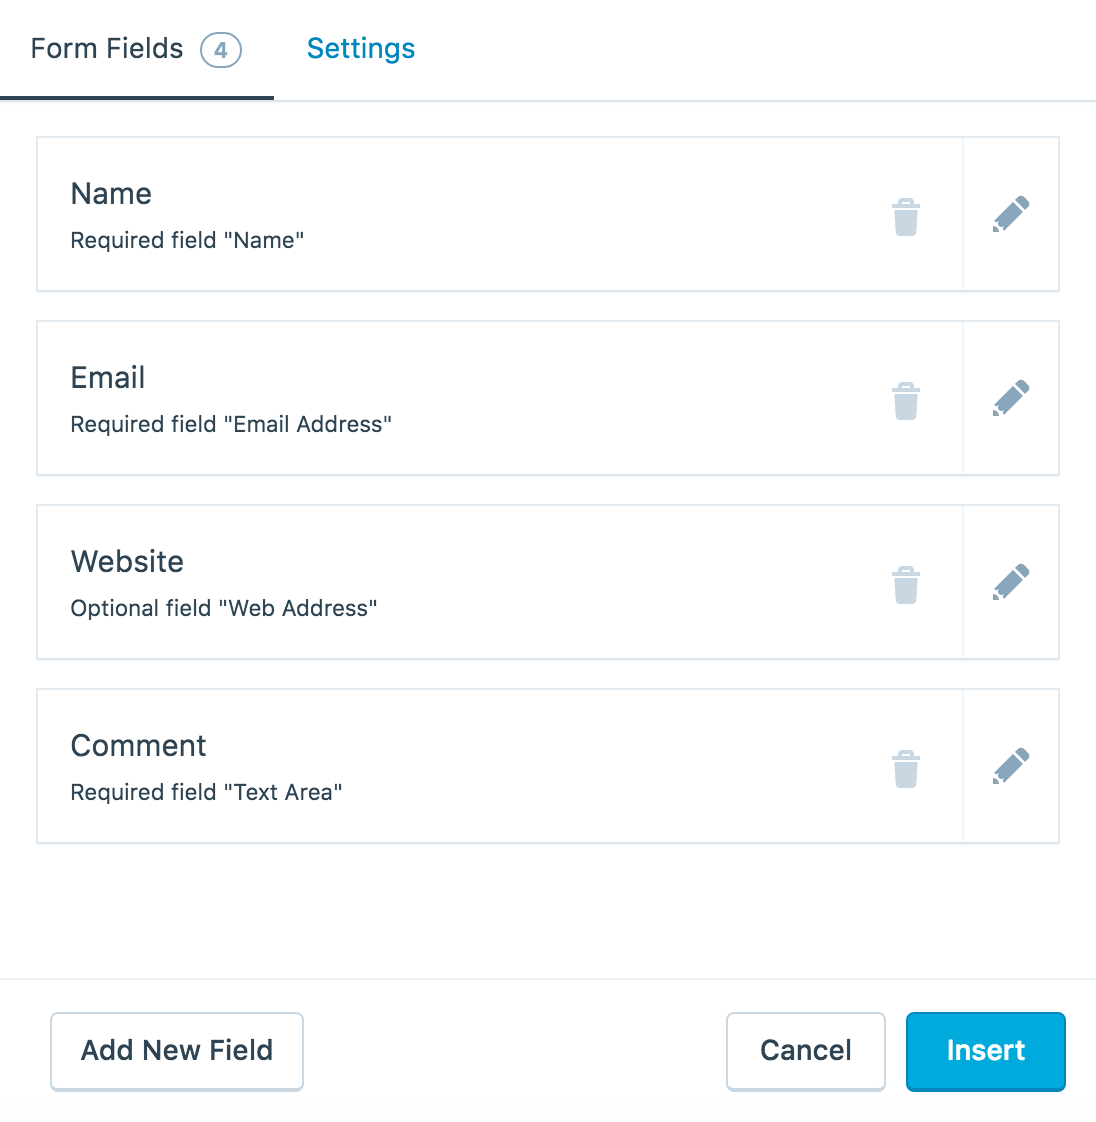 Form Fields 4 Settings
Name
Required field "Name"
Email
Required field "Email Address"
Website
Optional field "Web Address"
Comment
Required field "Text Area"
Add New Field Cancel Insert